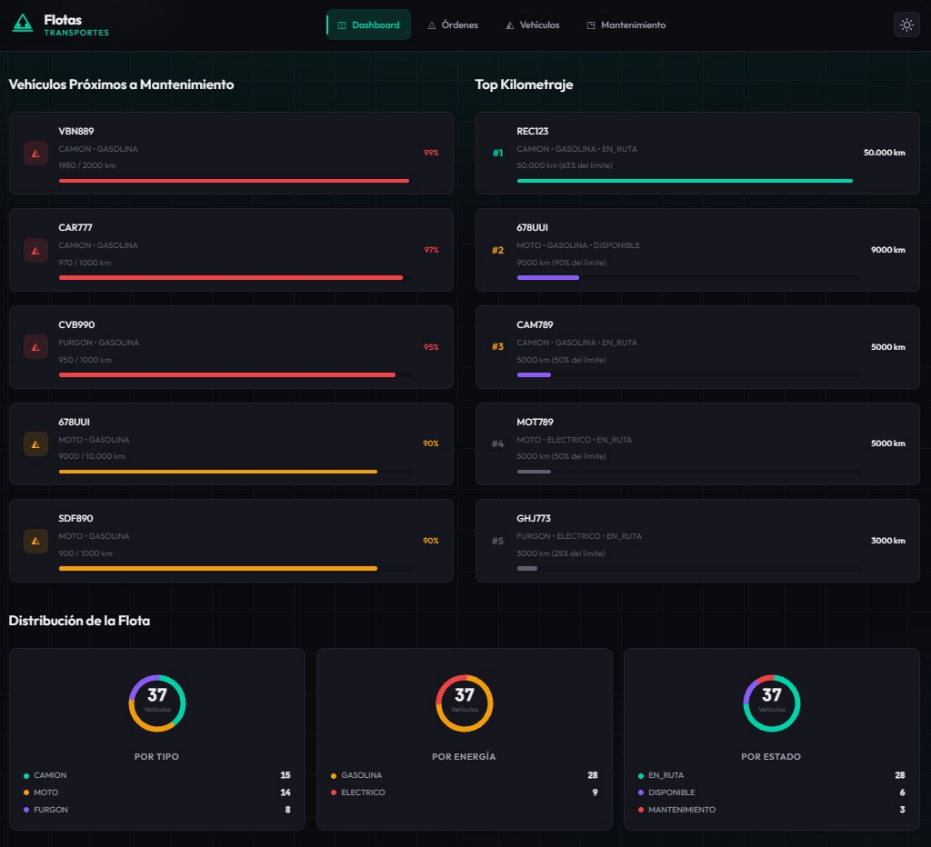 Flotas
TRANSPORTES
Dashboard
Órdenes
Vehículos
Mantenimiento
Vehículos Próximos a Mantenimiento
VBN889
CAMION • GASOLINA
1980 / 2000 km
99%
CAR777
CAMION • GASOLINA
970 / 1000 km
97%
CVB990
FURGON • GASOLINA
950 / 1000 km
95%
678UUI
MOTO • GASOLINA
9000 / 10.000 km
90%
SDF890
MOTO • GASOLINA
900 / 1000 km
90%
Top Kilometraje
#1
REC123
CAMION • GASOLINA • EN_RUTA
50.000 km (63% del límite)
50.000 km
#2
678UUI
MOTO • GASOLINA • DISPONIBLE
9000 km (90% del límite)
9000 km
#3
CAM789
CAMION • GASOLINA • EN_RUTA
5000 km (50% del límite)
5000 km
#4
MOT789
MOTO • ELECTRICO • EN_RUTA
5000 km (50% del límite)
5000 km
#5
GHJ773
FURGON • ELECTRICO • EN_RUTA
3000 km (25% del límite)
3000 km
Distribución de la Flota
37
Vehículos
POR TIPO
CAMION 15
MOTO 14
FURGON 8
37
Vehículos
POR ENERGÍA
GASOLINA 28
ELECTRICO 9
37
Vehículos
POR ESTADO
EN_RUTA 28
DISPONIBLE 6
MANTENIMIENTO 3